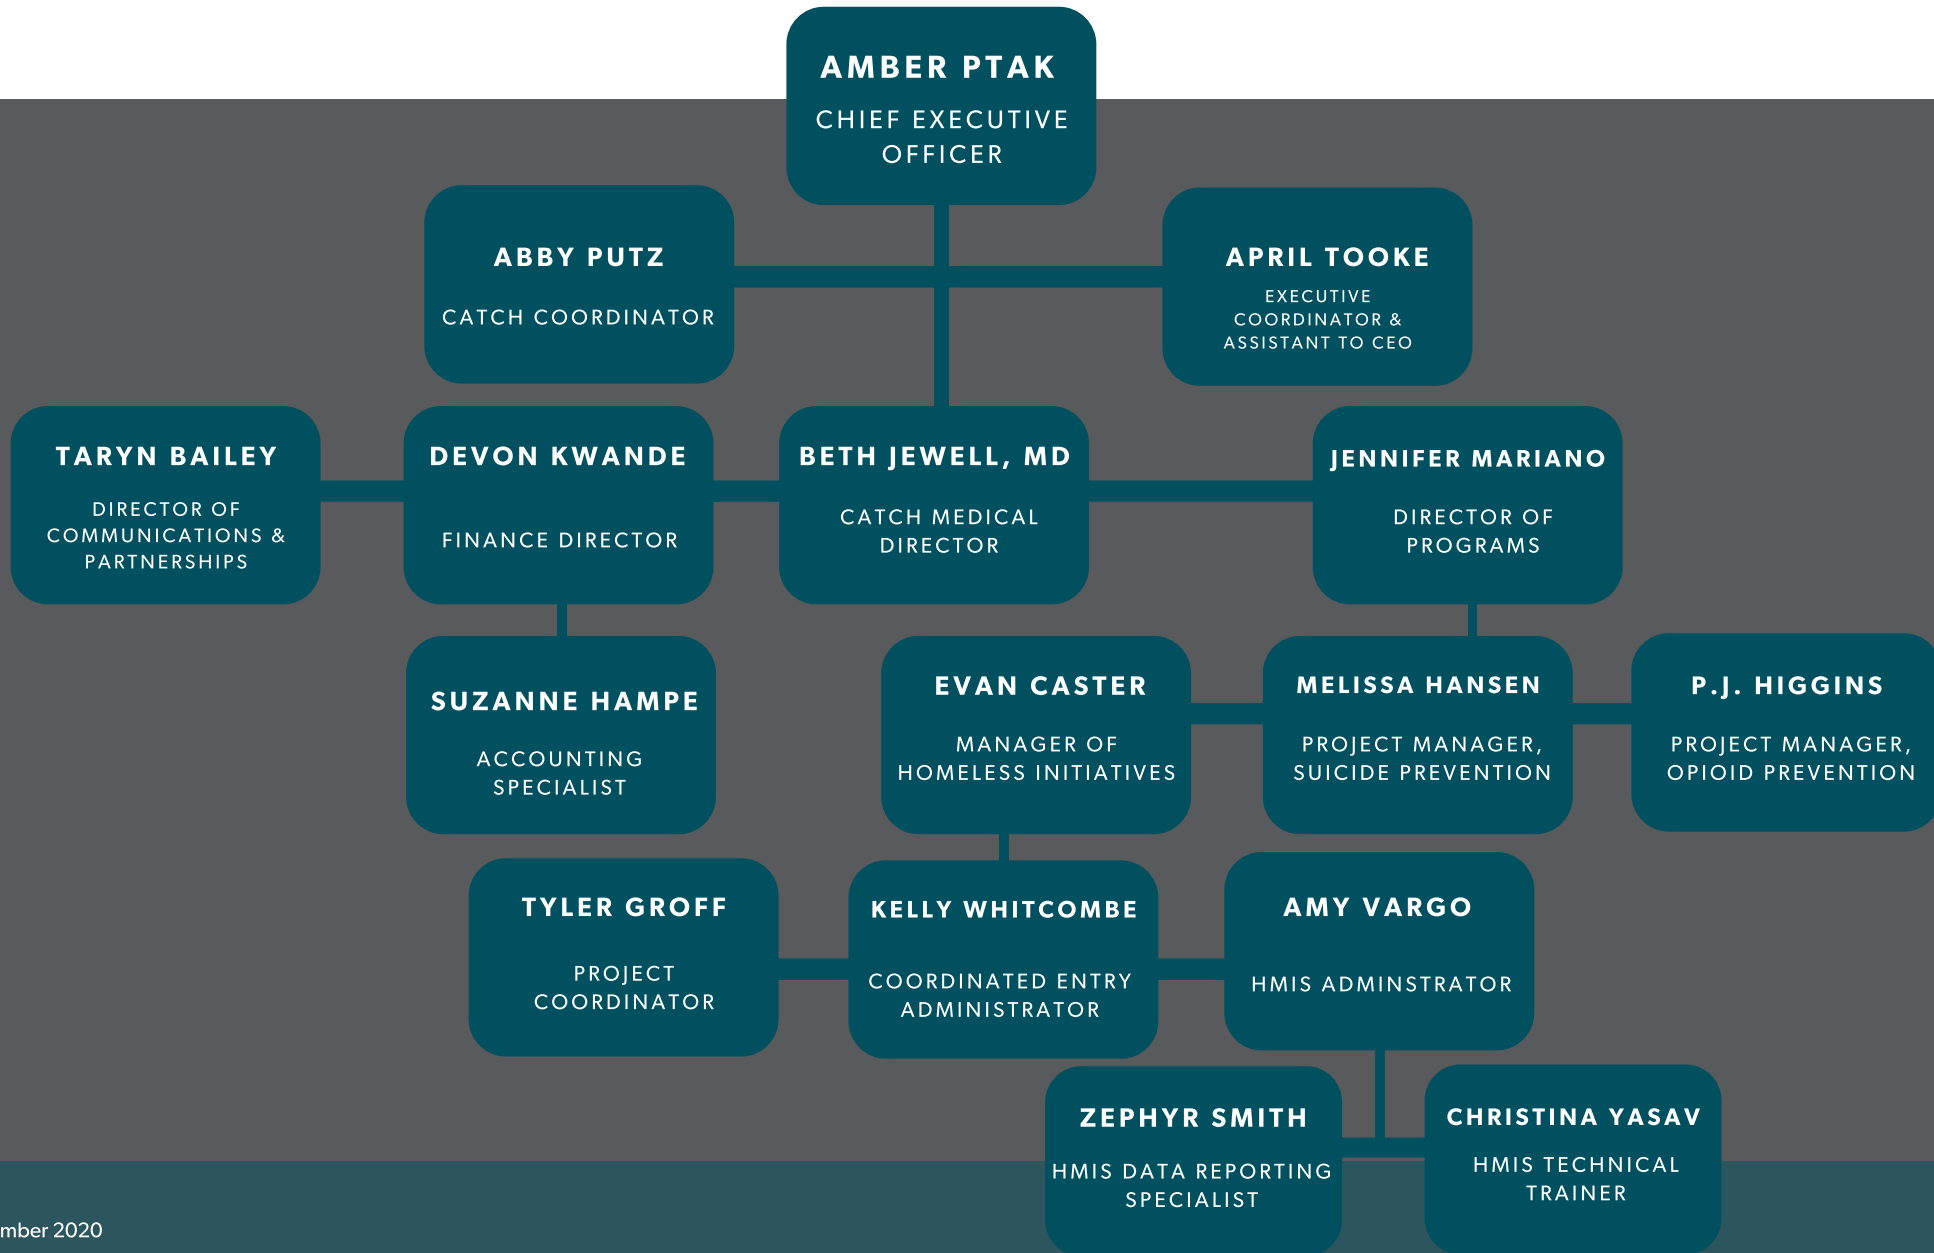 AMBER PTAK
CHIEF EXECUTIVE
OFFICER
ABBY PUTZ
CATCH COORDINATOR
APRIL TOOKE
EXECUTIVE
COORDINATOR &
ASSISTANT TO CEO
TARYN BAILEY
DIRECTOR OF
COMMUNICATIONS &
PARTNERSHIPS
DEVON KWANDE
FINANCE DIRECTOR
BETH JEWELL, MD
CATCH MEDICAL
DIRECTOR
JENNIFER MARIANO
DIRECTOR OF
PROGRAMS
SUZANNE HAMPE
ACCOUNTING
SPECIALIST
EVAN CASTER
MANAGER OF
HOMELESS INITIATIVES
MELISSA HANSEN
PROJECT MANAGER,
SUICIDE PREVENTION
P.J. HIGGINS
PROJECT MANAGER,
OPIOID PREVENTION
TYLER GROFF
PROJECT
COORDINATOR
KELLY WHITCOMBE
COORDINATED ENTRY
ADMINISTRATOR
AMY VARGO
HMIS ADMINSTRATOR
ZEPHYR SMITH
HMIS DATA REPORTING
SPECIALIST
CHRISTINA YASAV
HMIS TECHNICAL
TRAINER
mber 2020